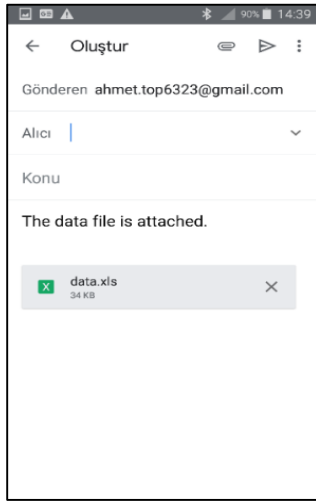 90% 14:39
Oluştur
Gönderen ahmet.top6323@gmail.com
Alıcı
Konu
The data file is attached.
X data.xls
34 KB